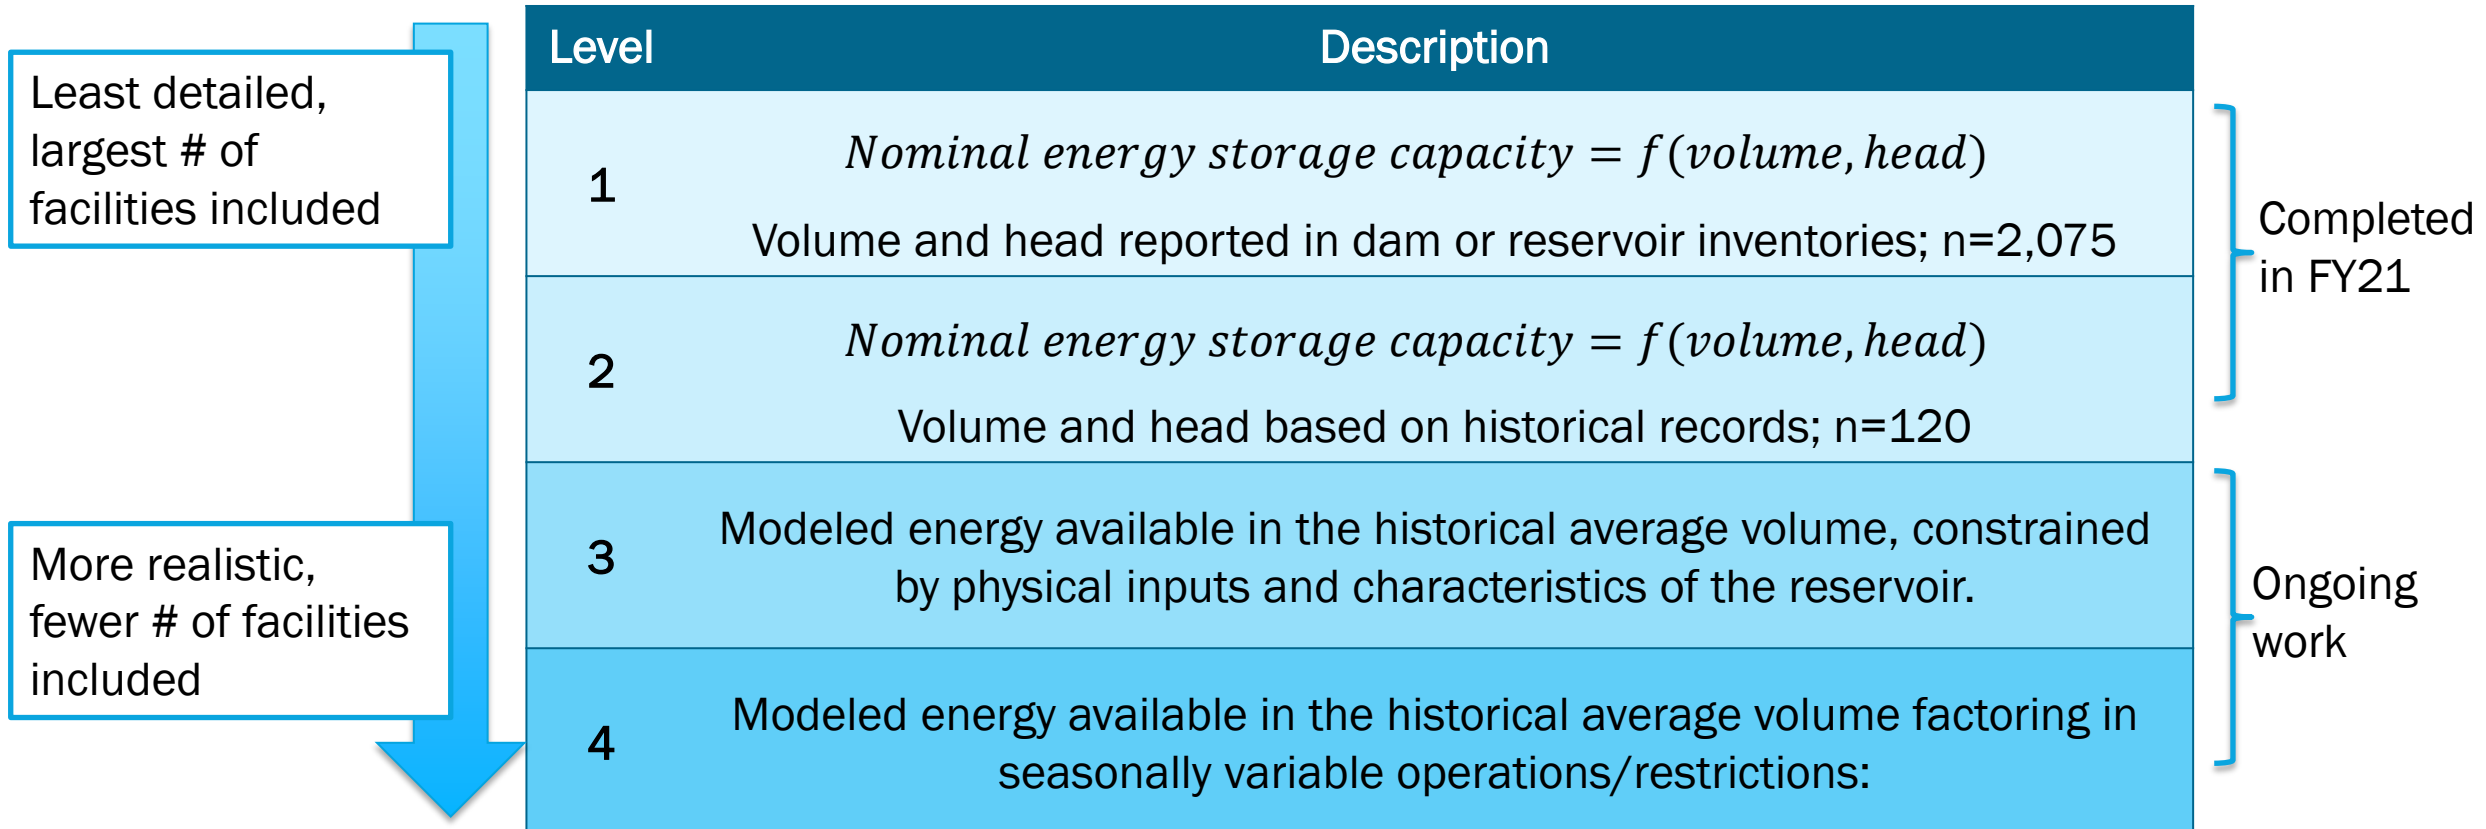 Least detailed,
largest # of
facilities included
More realistic,
fewer # of facilities
included
Level Description
1
Nominal energy storage capacity = f(volume, head)
Volume and head reported in dam or reservoir inventories; n=2,075
2
Nominal energy storage capacity = f(volume, head)
Volume and head based on historical records; n=120
3
Modeled energy available in the historical average volume, constrained
by physical inputs and characteristics of the reservoir.
4
Modeled energy available in the historical average volume factoring in
seasonally variable operations/restrictions:
Completed
in FY21
Ongoing
work